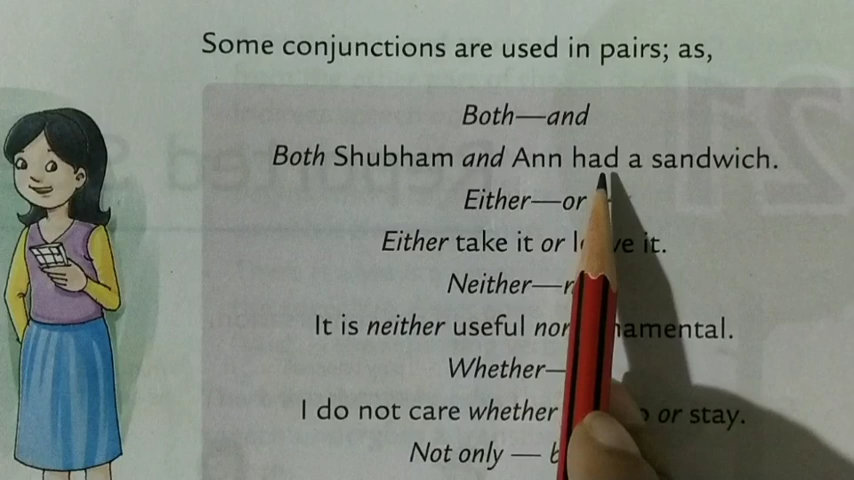 Some conjunctions are used in pairs; as,
Both—and
Both Shubham and Ann had a sandwich.
Either—or
Either take it or it.
Neither—
It is neither useful nor
Whether—
I do not care whether or stay.
Not only —